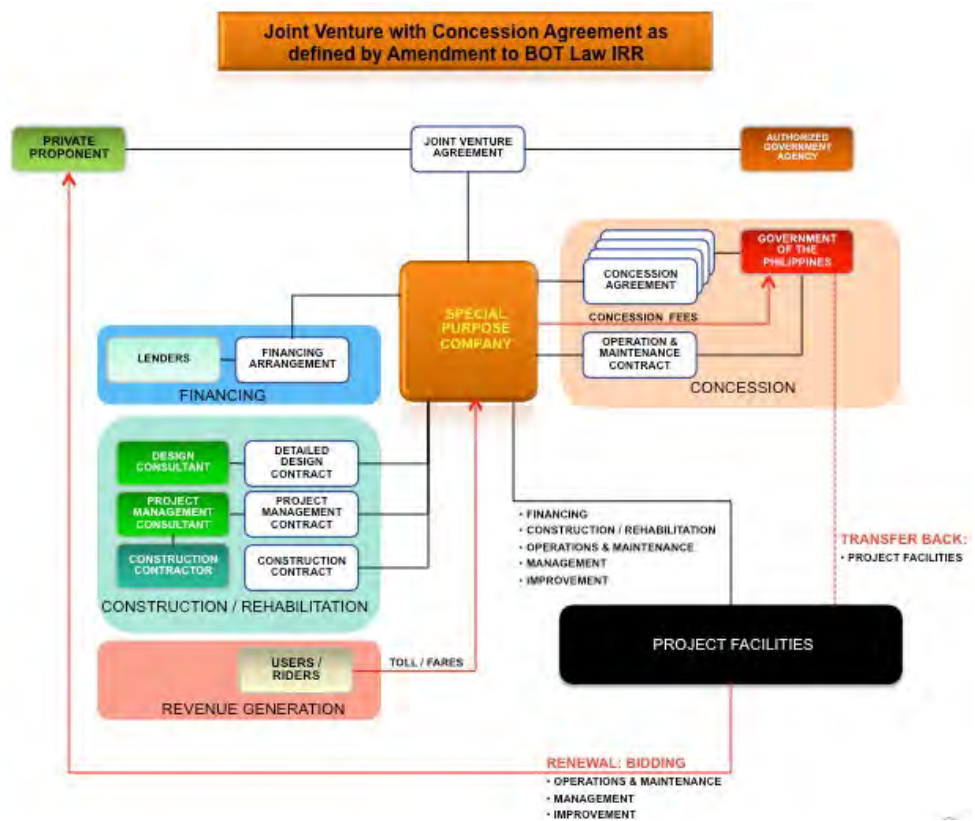 Joint Venture with Concession Agreement as
defined by Amendment to BOT Law IRR
PRIVATE
PROPONENT
JOINT VENTURE
AGREEMENT
AUTHORIZED
GOVERNMENT
AGENCY
GOVERNMENT
OF THE
PHILIPPINES
CONCESSION
AGREEMENT
SPECIAL
PURPOSE
COMPANY
CONCESSION FEES
OPERATION &
MAINTENANCE
CONTRACT
CONCESSION
LENDERS
FINANCING
ARRANGEMENT
FINANCING
DESIGN
CONSULTANT
DETAILED
DESIGN
CONTRACT
PROJECT
MANAGEMENT
CONSULTANT
PROJECT
MANAGEMENT
CONTRACT
CONSTRUCTION
CONTRACTOR
CONSTRUCTION
CONTRACT
CONSTRUCTION / REHABILITATION
• FINANCING
• CONSTRUCTION / REHABILITATION
• OPERATIONS & MAINTENANCE
• MANAGEMENT
• IMPROVEMENT
TRANSFER BACK:
• PROJECT FACILITIES
PROJECT FACILITIES
USERS /
RIDERS
TOLL / FARES
REVENUE GENERATION
RENEWAL: BIDDING
• OPERATIONS & MAINTENANCE
• MANAGEMENT
• IMPROVEMENT